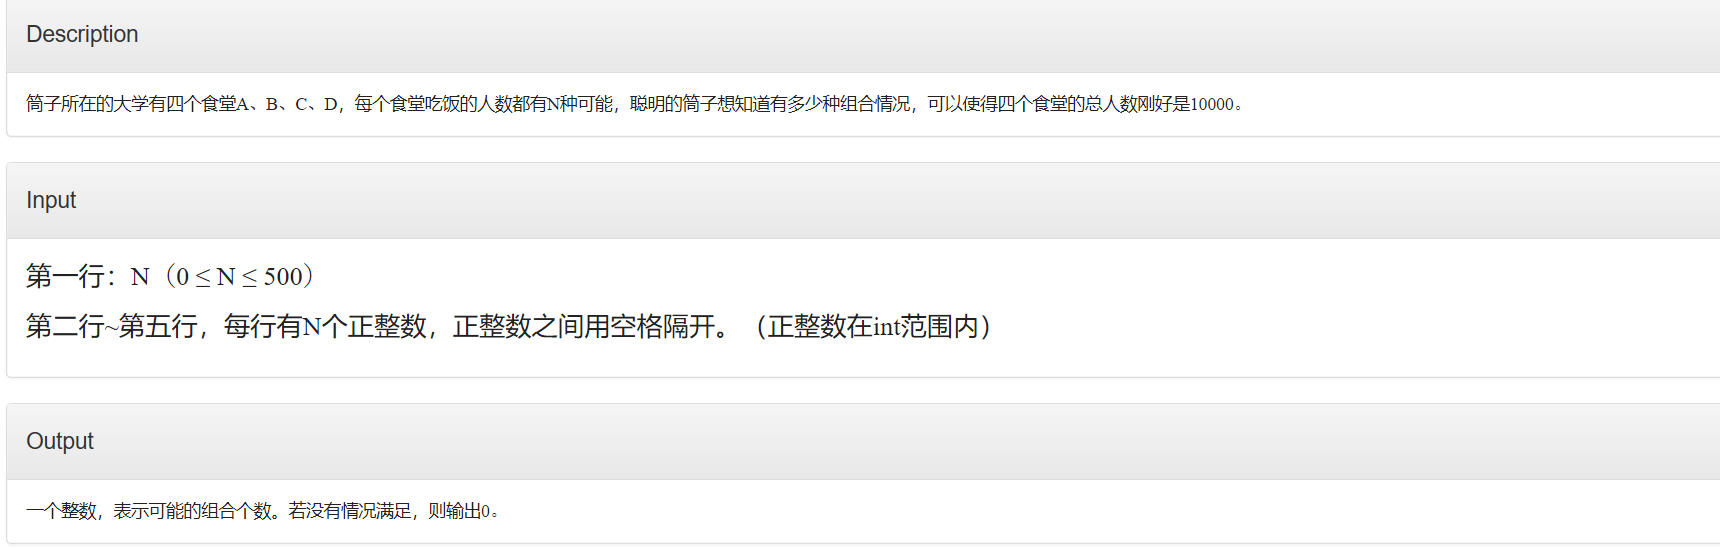 Description
筒子所在的大学有四个食堂A、B、C、D，每个食堂吃饭的人数都有N种可能，聪明的筒子想知道有多少种组合情况，可以使得四个食堂的总人数刚好是10000。
Input
第一行：N（0 ≤ N ≤ 500）
第二行~第五行，每行有N个正整数，正整数之间用空格隔开。（正整数在int范围内）
Output
一个整数，表示可能的组合个数。若没有情况满足，则输出0。